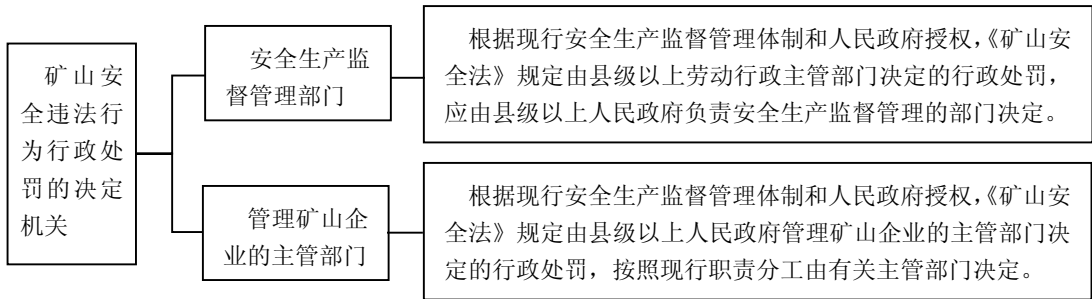 矿山安
全违法行
为行政处
罚的决定
机关
安全生产监
督管理部门
根据现行安全生产监督管理体制和人民政府授权，《矿山安
全法》规定由县级以上劳动行政主管部门决定的行政处罚，
应由县级以上人民政府负责安全生产监督管理的部门决定。
管理矿山企
业的主管部门
根据现行安全生产监督管理体制和人民政府授权，《矿山安
全法》规定由县级以上人民政府管理矿山企业的主管部门决
定的行政处罚，按照现行职责分工由有关主管部门决定。